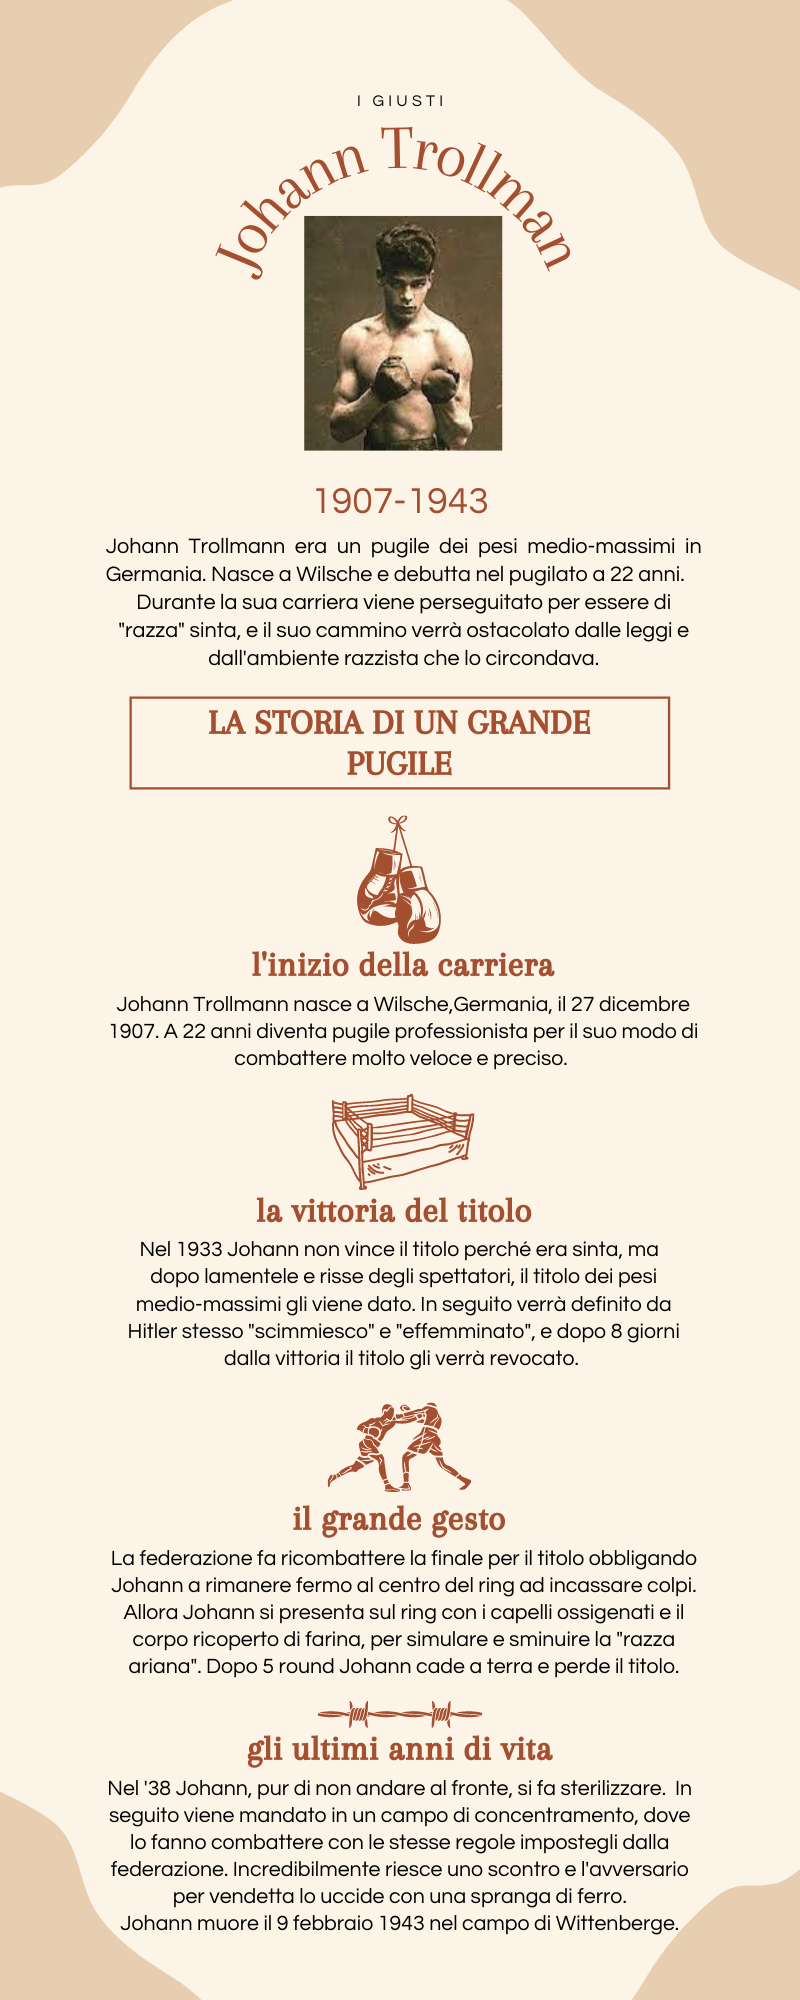 I GIUSTI
Johann Trollman
1907-1943
Johann Trollmann era un pugile dei pesi medio-massimi in
Germania. Nasce a Wilsche e debutta nel pugilato a 22 anni.
Durante la sua carriera viene perseguitato per essere di
"razza" sinta, e il suo cammino verrà ostacolato dalle leggi e
dall'ambiente razzista che lo circondava.
LA STORIA DI UN GRANDE
PUGILE
l'inizio della carriera
Johann Trollmann nasce a Wilsche,Germania, il 27 dicembre
1907. A 22 anni diventa pugile professionista per il suo modo di
combattere molto veloce e preciso.
la vittoria del titolo
Nel 1933 Johann non vince il titolo perché era sinta, ma
dopo lamentele e risse degli spettatori, il titolo dei pesi
medio-massimi gli viene dato. In seguito verrà definito da
Hitler stesso "scimmiesco" e "effemminato", e dopo 8 giorni
dalla vittoria il titolo gli verrà revocato.
il grande gesto
La federazione fa ricombattere la finale per il titolo obbligando
Johann a rimanere fermo al centro del ring ad incassare colpi.
Allora Johann si presenta sul ring con i capelli ossigenati e il
corpo ricoperto di farina, per simulare e sminuire la "razza
ariana". Dopo 5 round Johann cade a terra e perde il titolo.
gli ultimi anni di vita
Nel '38 Johann, pur di non andare al fronte, si fa sterilizzare. In
seguito viene mandato in un campo di concentramento, dove
lo fanno combattere con le stesse regole impostegli dalla
federazione. Incredibilmente riesce uno scontro e l'avversario
per vendetta lo uccide con una spranga di ferro.
Johann muore il 9 febbraio 1943 nel campo di Wittenberge.